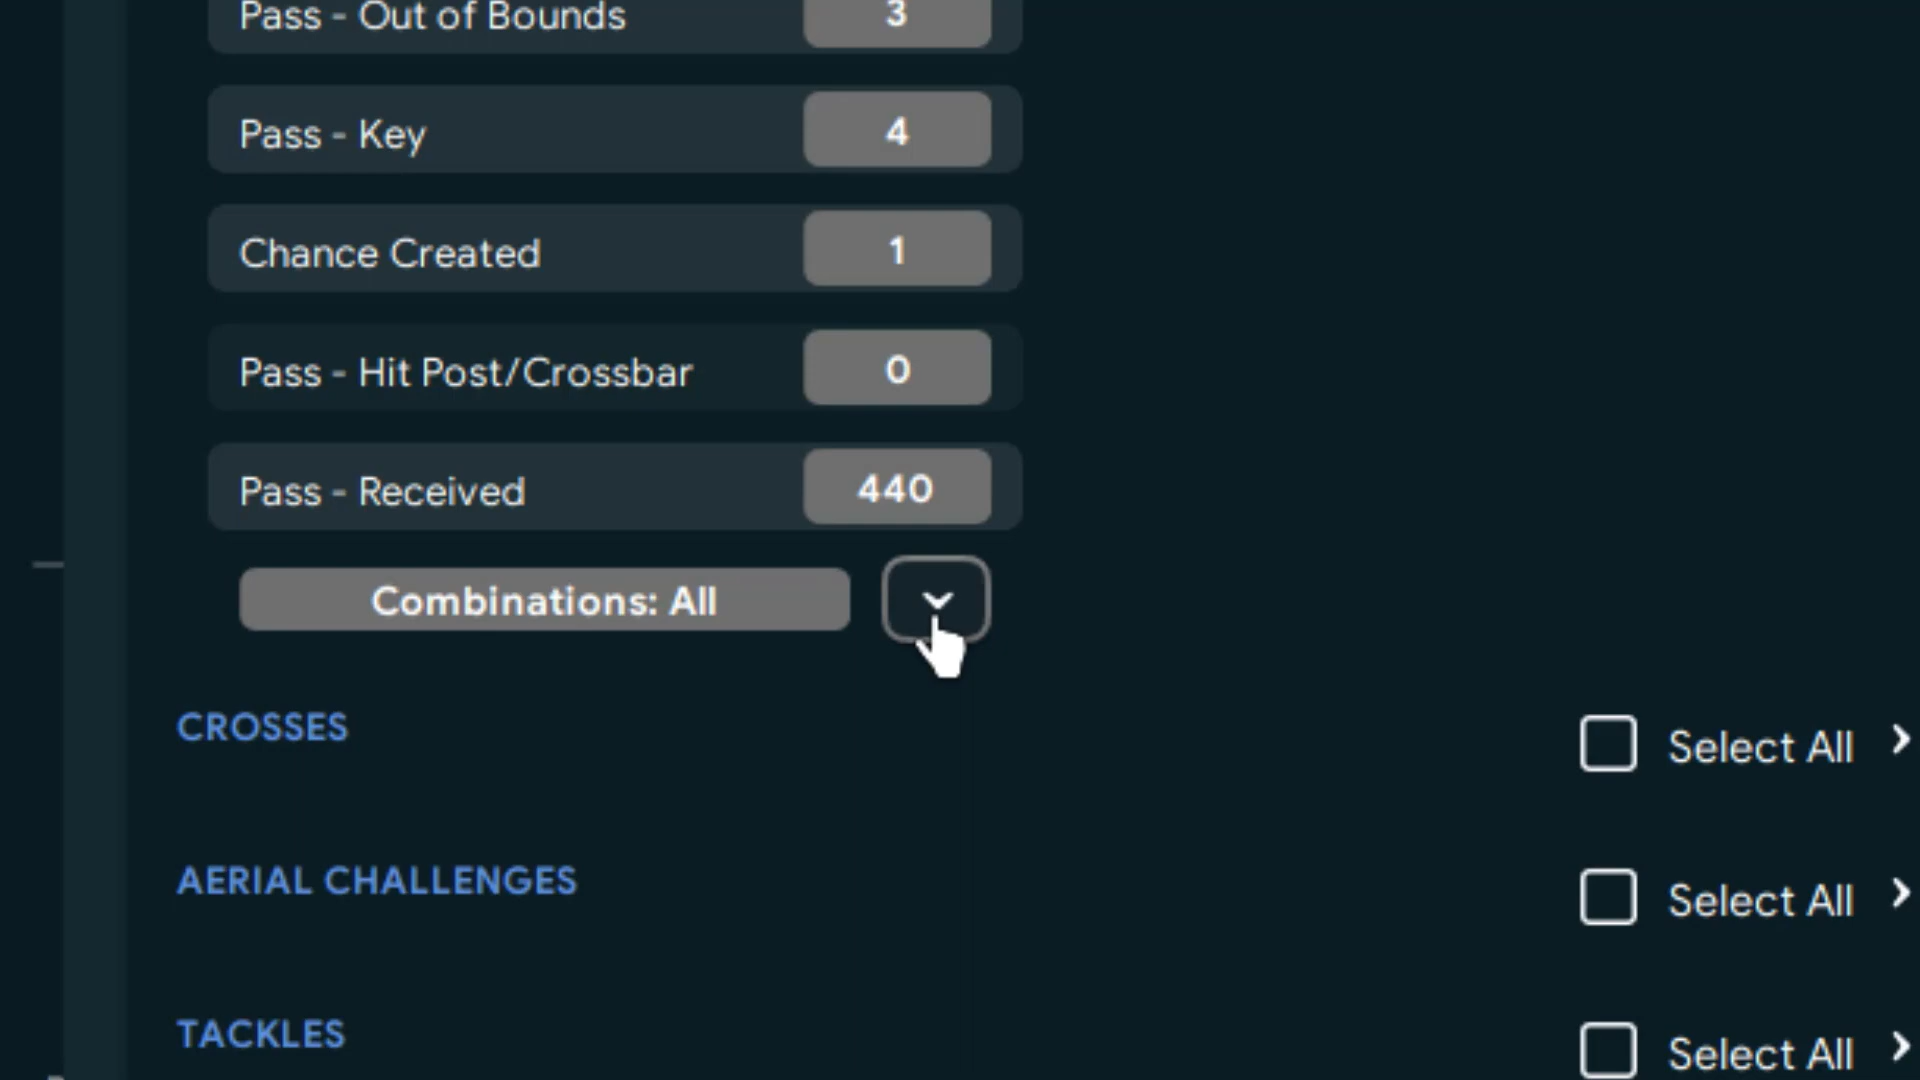 Pass - Out of Bounds 3
Pass - Key 4
Chance Created 1
Pass - Hit Post/Crossbar 0
Pass - Received 440
Combinations: All
CROSSES Select All
AERIAL CHALLENGES Select All
TACKLES Select All